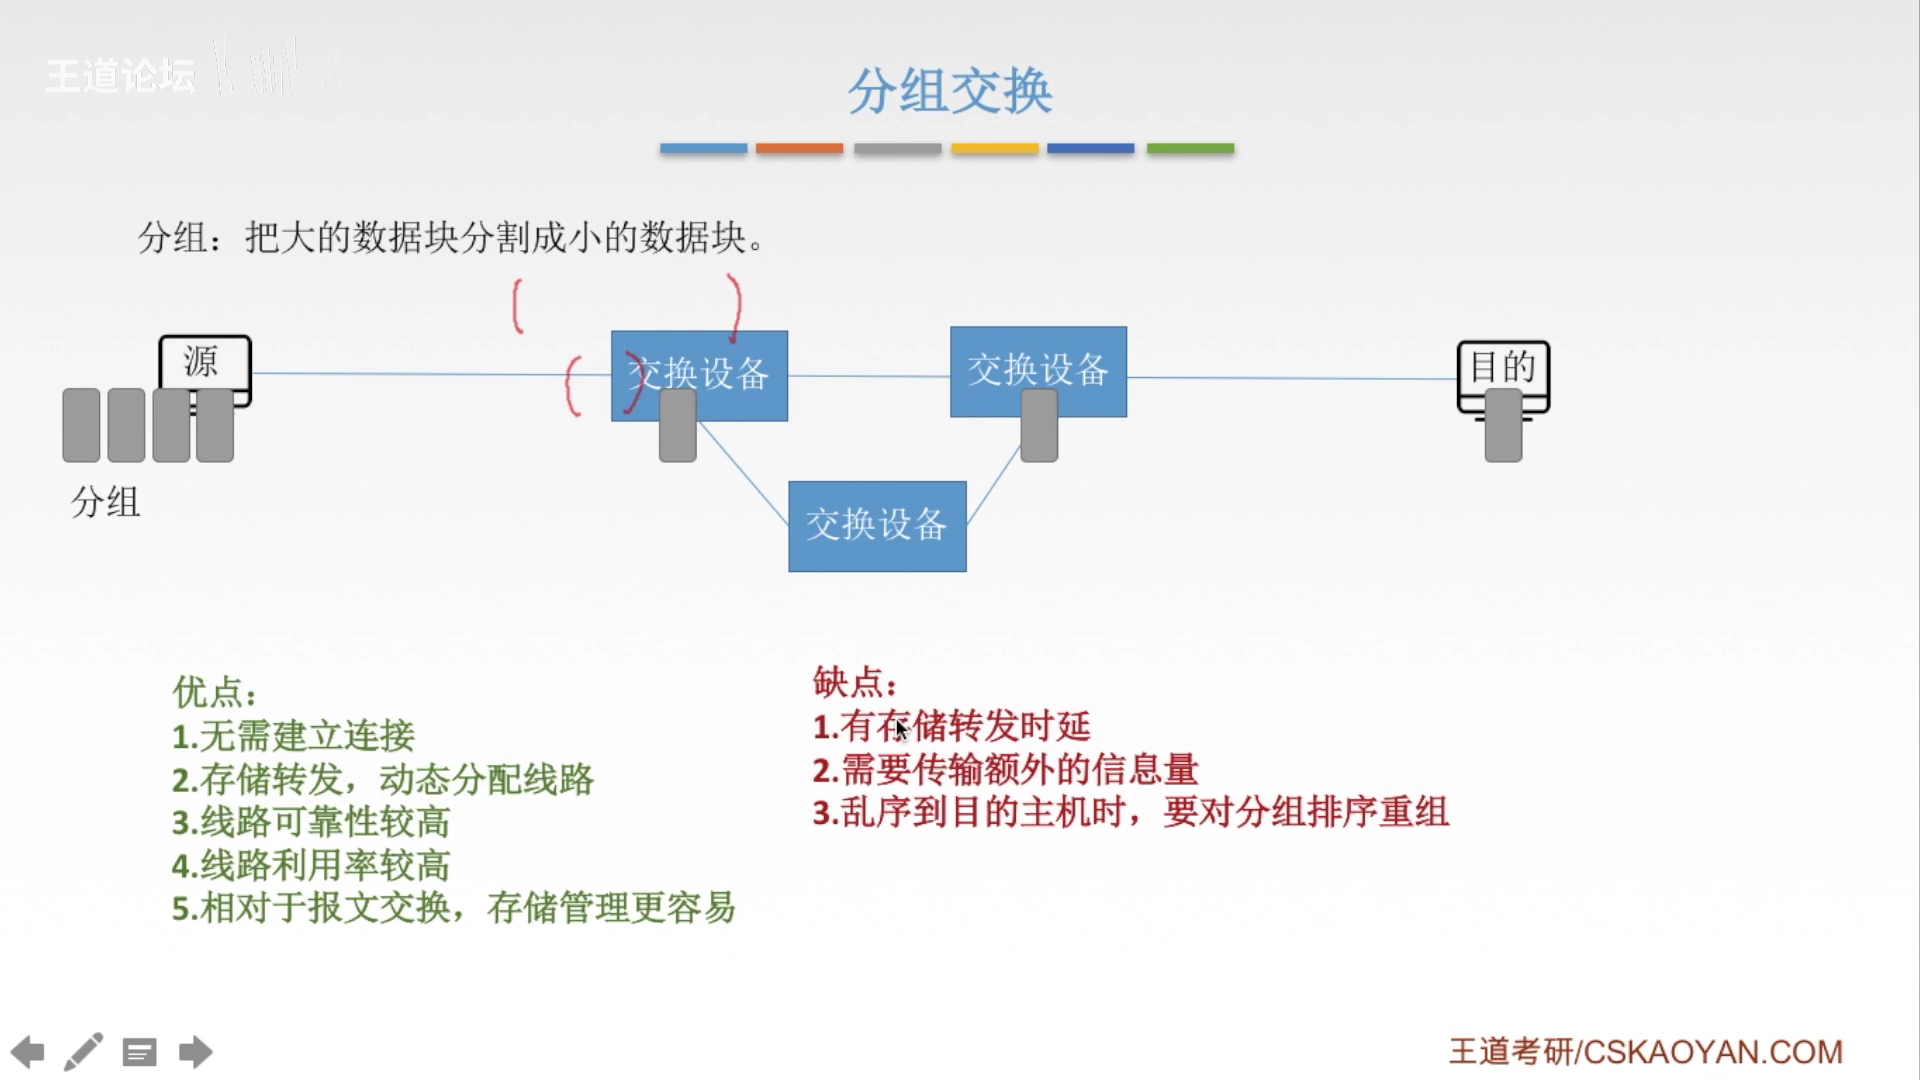 王道论坛
分组交换
分组：把大的数据块分割成小的数据块。
源
交换设备
交换设备
目的
分组
交换设备
优点：
1.无需建立连接
2.存储转发，动态分配线路
3.线路可靠性较高
4.线路利用率较高
5.相对于报文交换，存储管理更容易
缺点：
1.有存储转发时延
2.需要传输额外的信息量
3.乱序到目的主机时，要对分组排序重组
王道考研/CSKAOYAN.COM